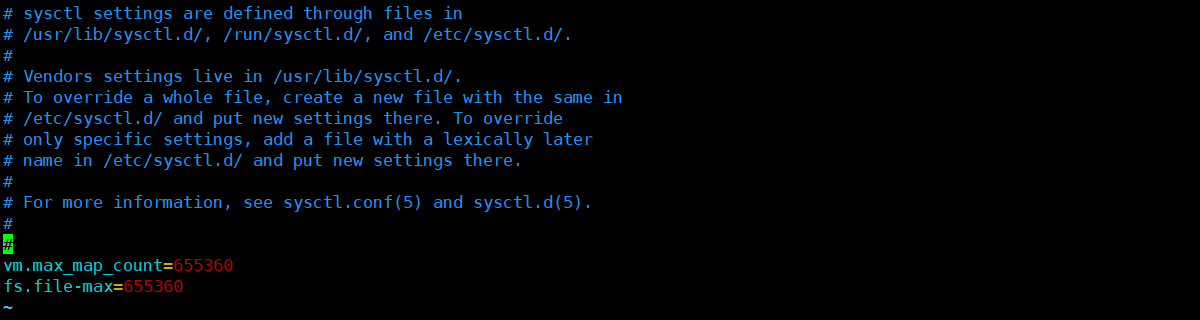 # sysctl settings are defined through files in
# /usr/lib/sysctl.d/, /run/sysctl.d/, and /etc/sysctl.d/.
#
# Vendors settings live in /usr/lib/sysctl.d/.
# To override a whole file, create a new file with the same in
# /etc/sysctl.d/ and put new settings there. To override
# only specific settings, add a file with a lexically later
# name in /etc/sysctl.d/ and put new settings there.
#
# For more information, see sysctl.conf(5) and sysctl.d(5).
#
#
vm.max_map_count=655360
fs.file-max=655360
~